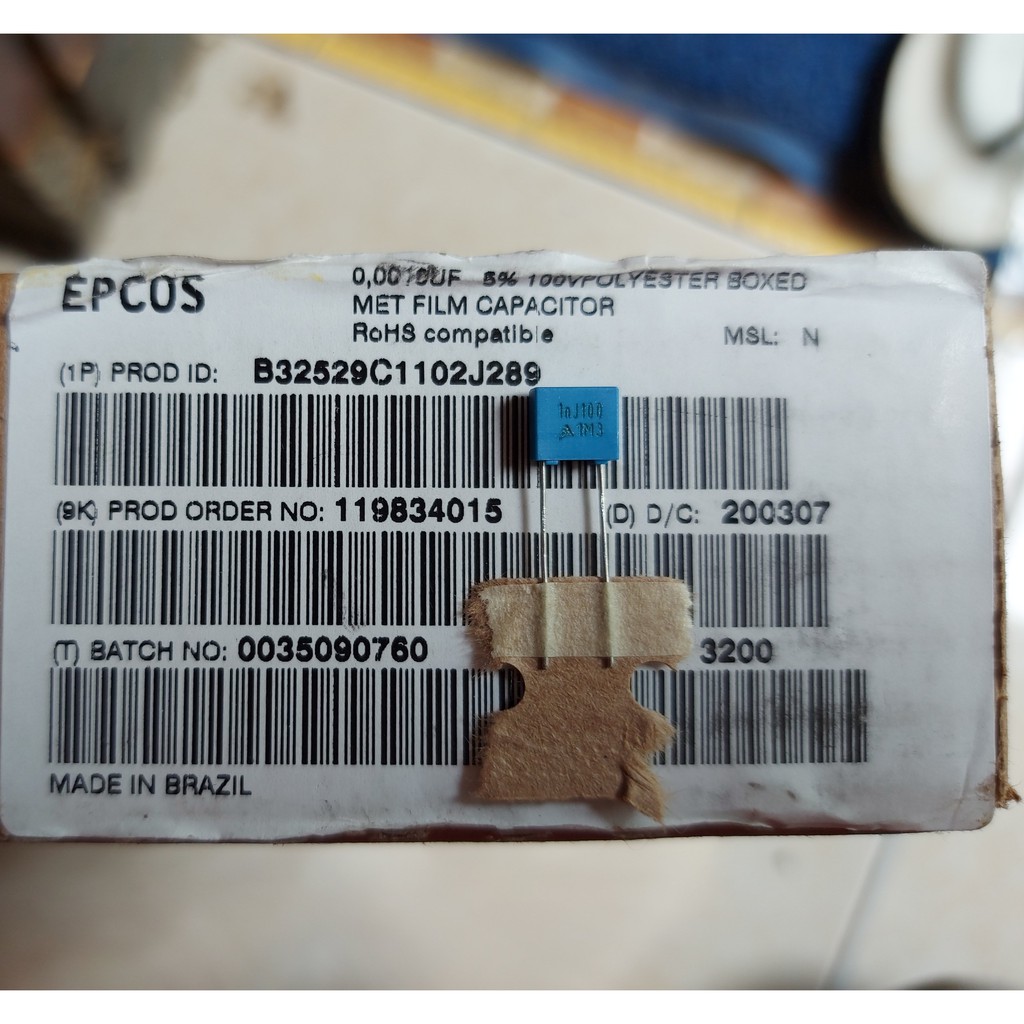 EPCOS
0,0010UF 5% 100VPOLYESTER BOXED
MET FILM CAPACITOR
RoHS compatible
MSL: N
(1P) PROD ID: B32529C1102J289
1nJ100
1M3
(9K) PROD ORDER NO: 119834015
(D) D/C: 200307
(T) BATCH NO: 0035090760
3200
MADE IN BRAZIL